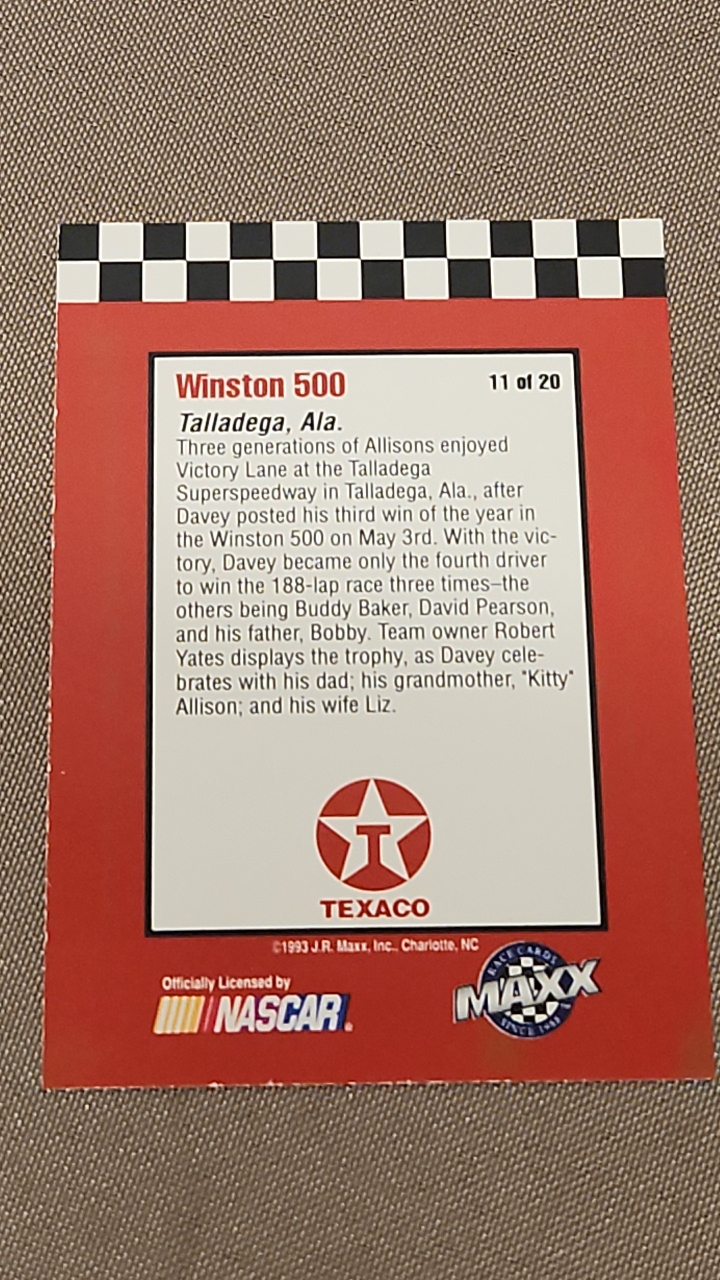 Winston 500
11 of 20
Talladega, Ala.
Three generations of Allisons enjoyed
Victory Lane at the Talladega
Superspeedway in Talladega, Ala., after
Davey posted his third win of the year in
the Winston 500 on May 3rd. With the vic-
tory, Davey became only the fourth driver
to win the 188-lap race three times–the
others being Buddy Baker, David Pearson,
and his father, Bobby. Team owner Robert
Yates displays the trophy, as Davey cele-
brates with his dad; his grandmother, "Kitty"
Allison; and his wife Liz.
T
TEXACO
©1993 J.R. Maxx, Inc., Charlotte, NC
Officially Licensed by
NASCAR
RACE CARDS
MAXX
SINCE 1988